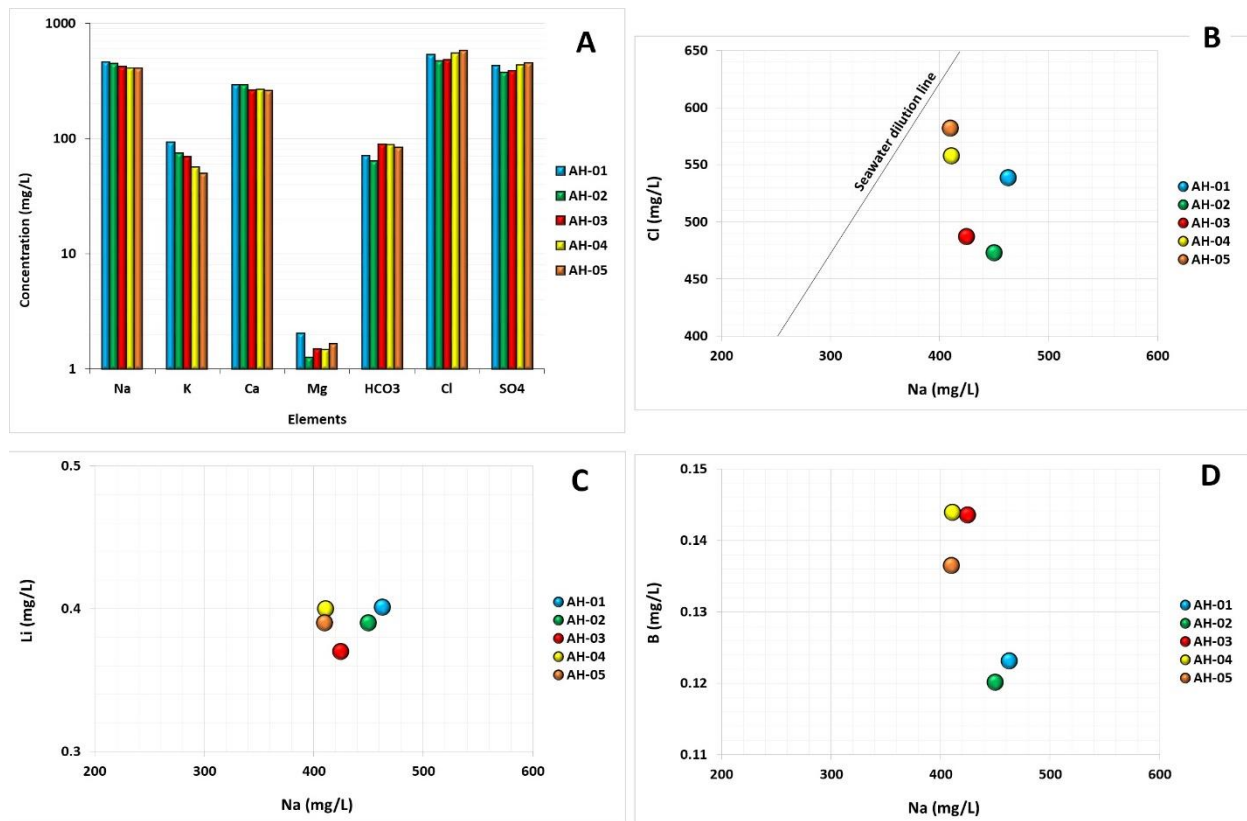 A
1000
100
10
1
Concentration (mg/L)
Na K Ca Mg HCO3 Cl SO4
Elements
AH-01
AH-02
AH-03
AH-04
AH-05
B
650
600
550
500
450
400
Cl (mg/L)
Seawater dilution line
200 300 400 500 600
Na (mg/L)
AH-01
AH-02
AH-03
AH-04
AH-05
C
0.5
0.4
0.3
Li (mg/L)
200 300 400 500 600
Na (mg/L)
AH-01
AH-02
AH-03
AH-04
AH-05
D
0.15
0.14
0.13
0.12
0.11
B (mg/L)
200 300 400 500 600
Na (mg/L)
AH-01
AH-02
AH-03
AH-04
AH-05